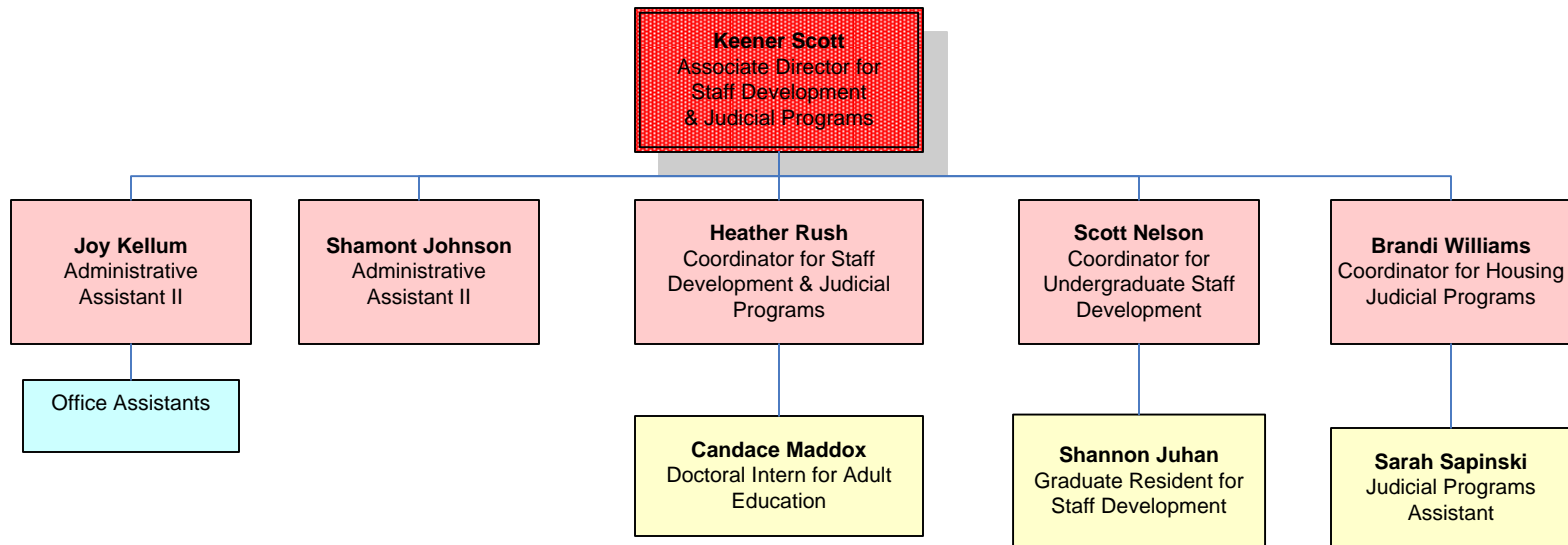 Keener Scott
Associate Director for
Staff Development
& Judicial Programs
Joy Kellum
Administrative
Assistant II
Shamont Johnson
Administrative
Assistant II
Heather Rush
Coordinator for Staff
Development & Judicial
Programs
Scott Nelson
Coordinator for
Undergraduate Staff
Development
Brandi Williams
Coordinator for Housing
Judicial Programs
Office Assistants
Candace Maddox
Doctoral Intern for Adult
Education
Shannon Juhan
Graduate Resident for
Staff Development
Sarah Sapinski
Judicial Programs
Assistant